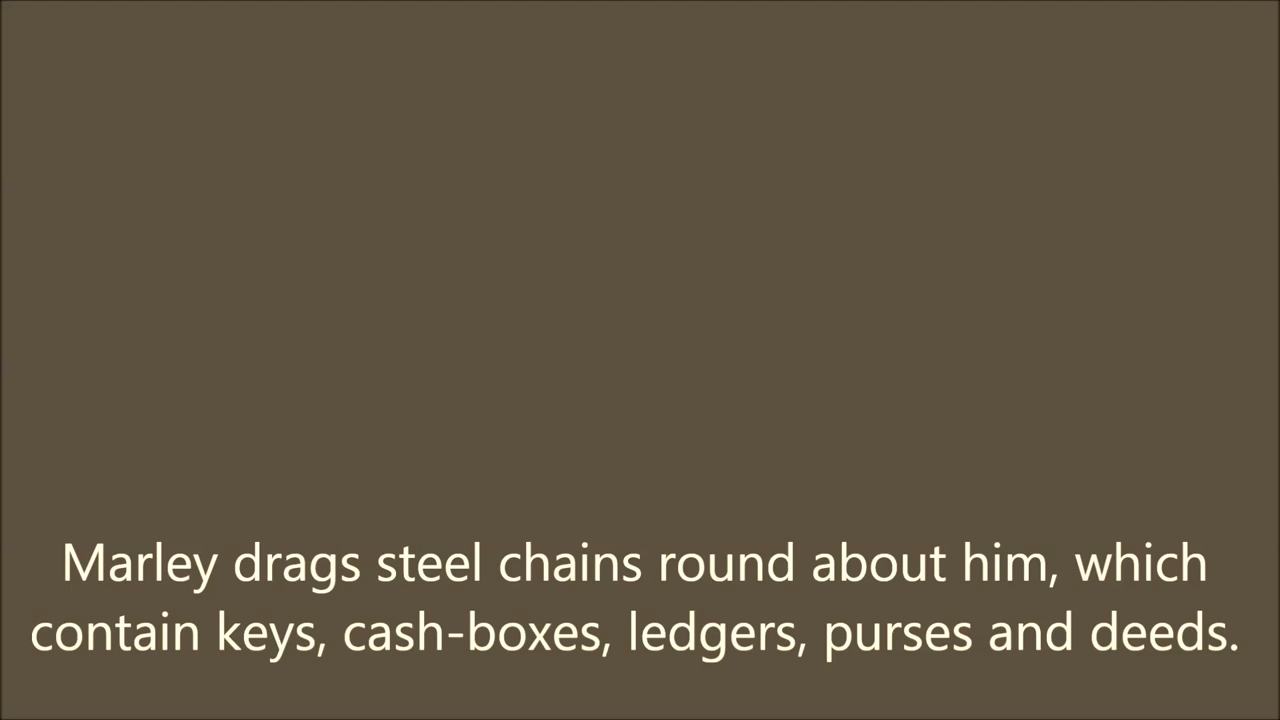 Marley drags steel chains round about him, which
contain keys, cash-boxes, ledgers, purses and deeds.